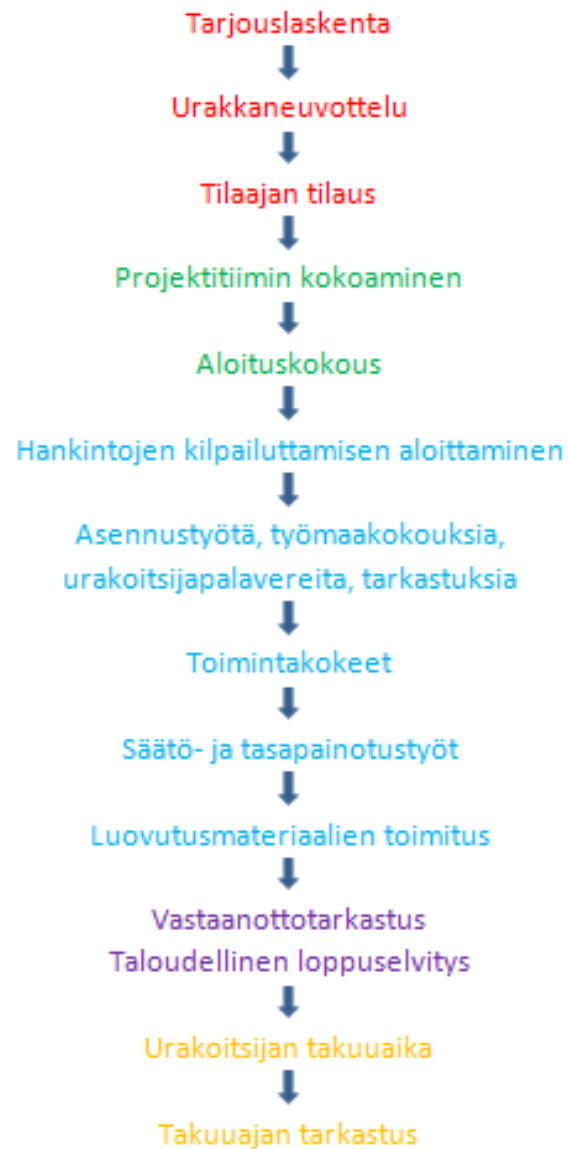 Tarjouslaskenta
Urakkaneuvottelu
Tilaajan tilaus
Projektitiimin kokoaminen
Aloituskokous
Hankintojen kilpailuttamisen aloittaminen
Asennustyötä, työmaakokouksia,
urakoitsijapalavereita, tarkastuksia
Toimintakokeet
Säätö- ja tasapainotustyöt
Luovutusmateriaalien toimitus
Vastaanottotarkastus
Taloudellinen loppuselvitys
Urakoitsijan takuuaika
Takuuajan tarkastus